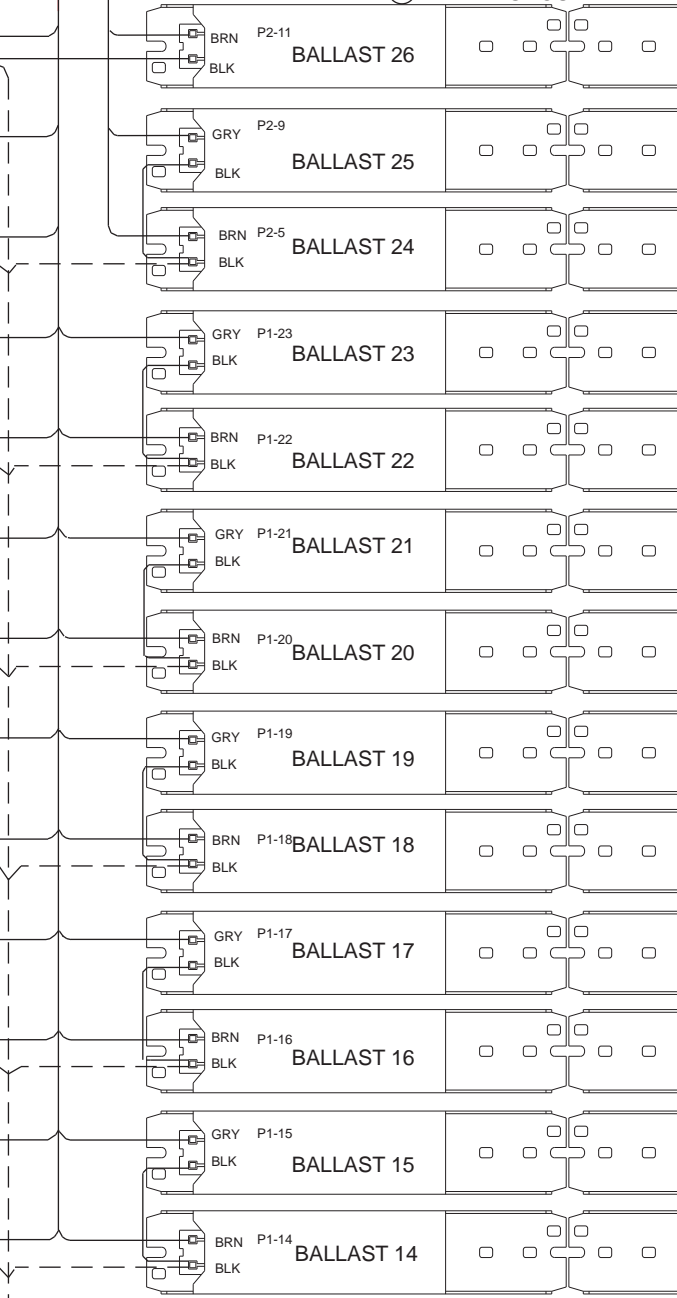 BRN P2-11
BALLAST 26
BLK
GRY P2-9
BALLAST 25
BLK
BRN P2-5
BALLAST 24
BLK
GRY P1-23
BALLAST 23
BLK
BRN P1-22
BALLAST 22
BLK
GRY P1-21
BALLAST 21
BLK
BRN P1-20
BALLAST 20
BLK
GRY P1-19
BALLAST 19
BLK
BRN P1-18
BALLAST 18
BLK
GRY P1-17
BALLAST 17
BLK
BRN P1-16
BALLAST 16
BLK
GRY P1-15
BALLAST 15
BLK
BRN P1-14
BALLAST 14
BLK